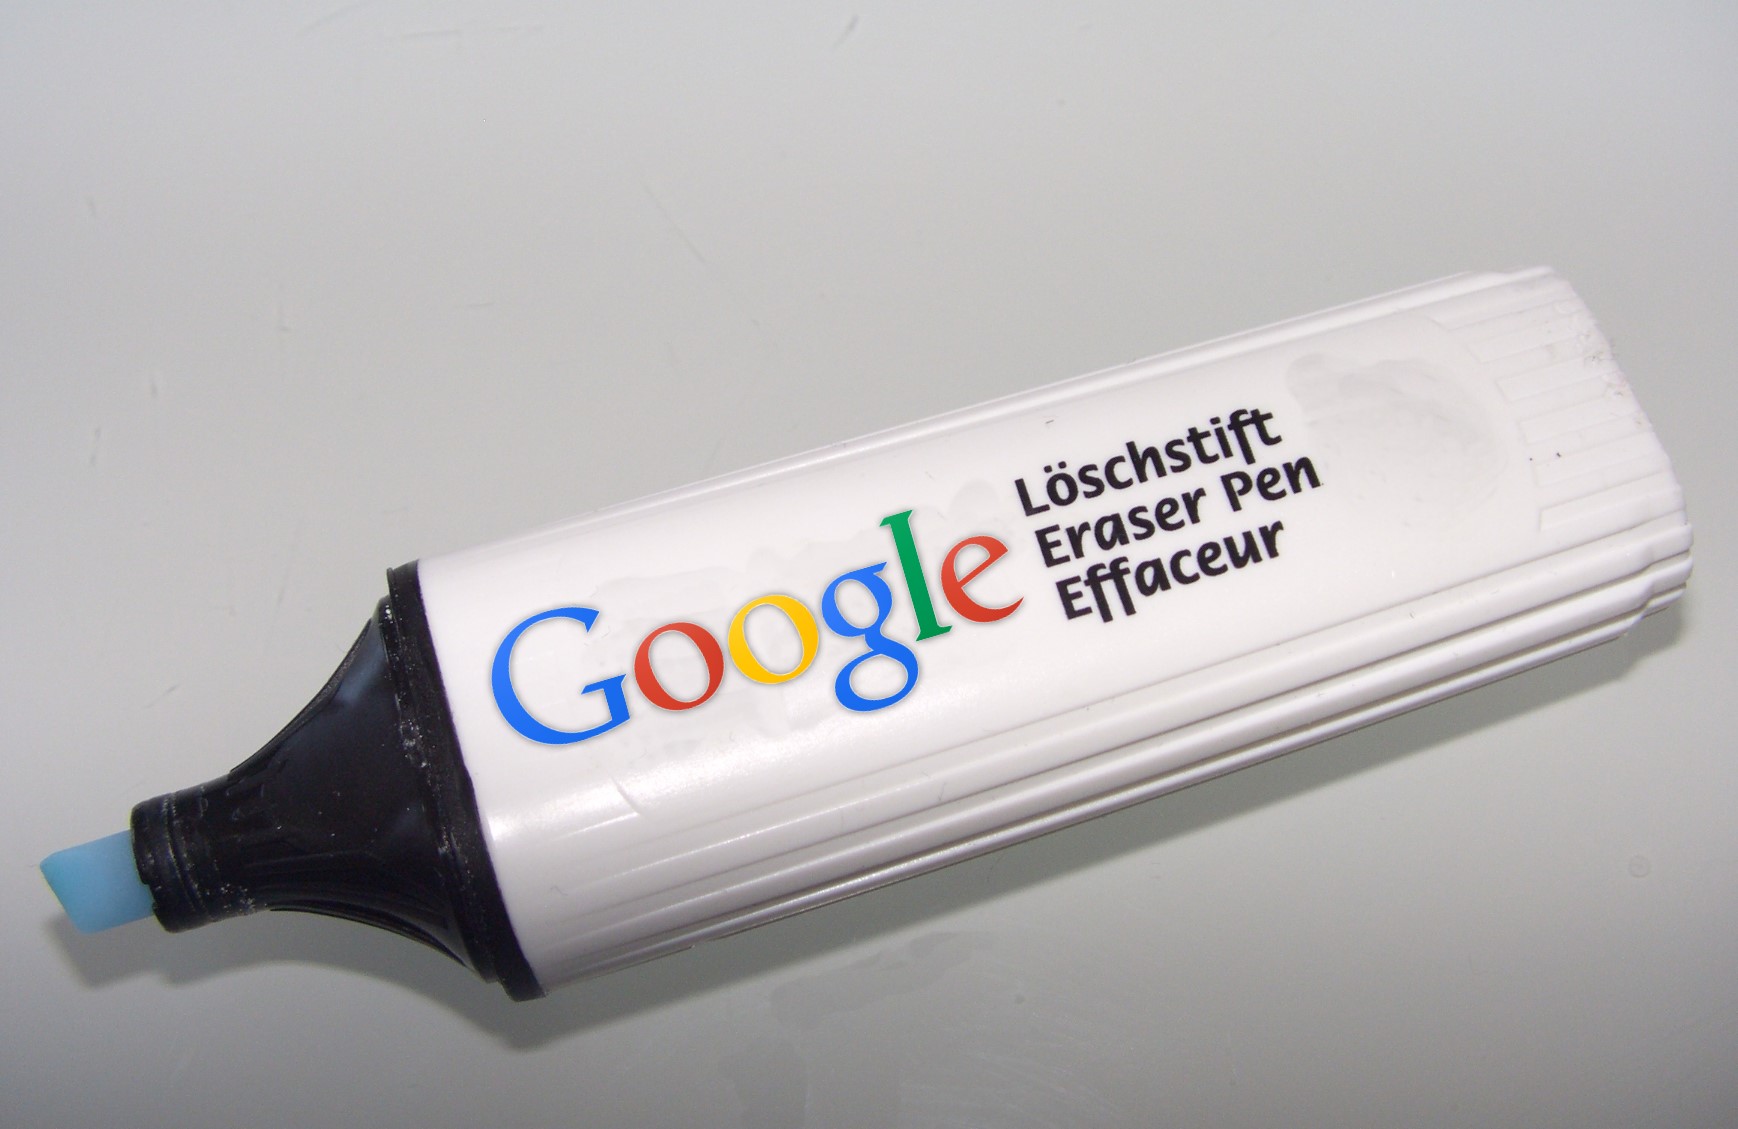 Google
Löschstift
Eraser Pen
Effaceur